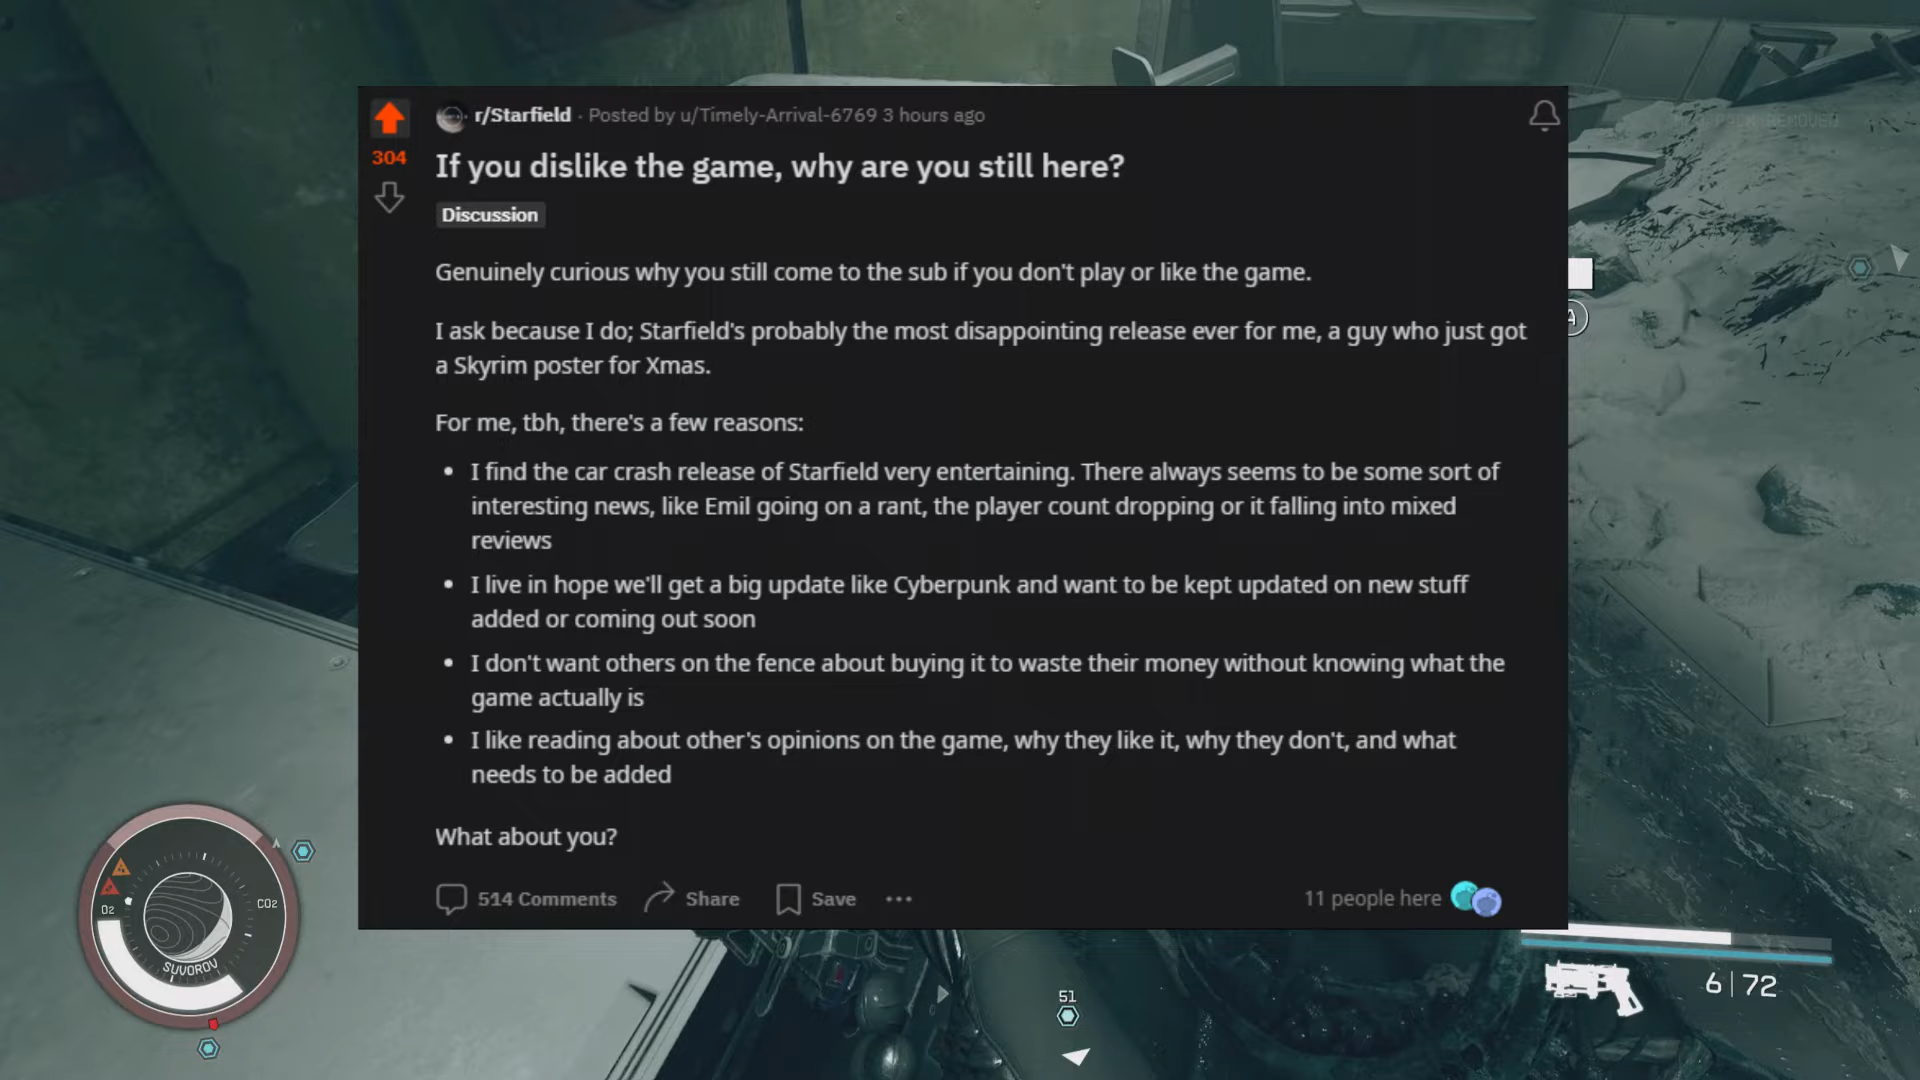 r/Starfield · Posted by u/Timely-Arrival-6769 3 hours ago
304
If you dislike the game, why are you still here?
Discussion
Genuinely curious why you still come to the sub if you don't play or like the game.
I ask because I do; Starfield's probably the most disappointing release ever for me, a guy who just got
a Skyrim poster for Xmas.
For me, tbh, there's a few reasons:
• I find the car crash release of Starfield very entertaining. There always seems to be some sort of
interesting news, like Emil going on a rant, the player count dropping or it falling into mixed
reviews
• I live in hope we'll get a big update like Cyberpunk and want to be kept updated on new stuff
added or coming out soon
• I don't want others on the fence about buying it to waste their money without knowing what the
game actually is
• I like reading about other's opinions on the game, why they like it, why they don't, and what
needs to be added
What about you?
514 Comments Share Save ···
11 people here
A
O2
CO2
SUVOROV
51
6|72